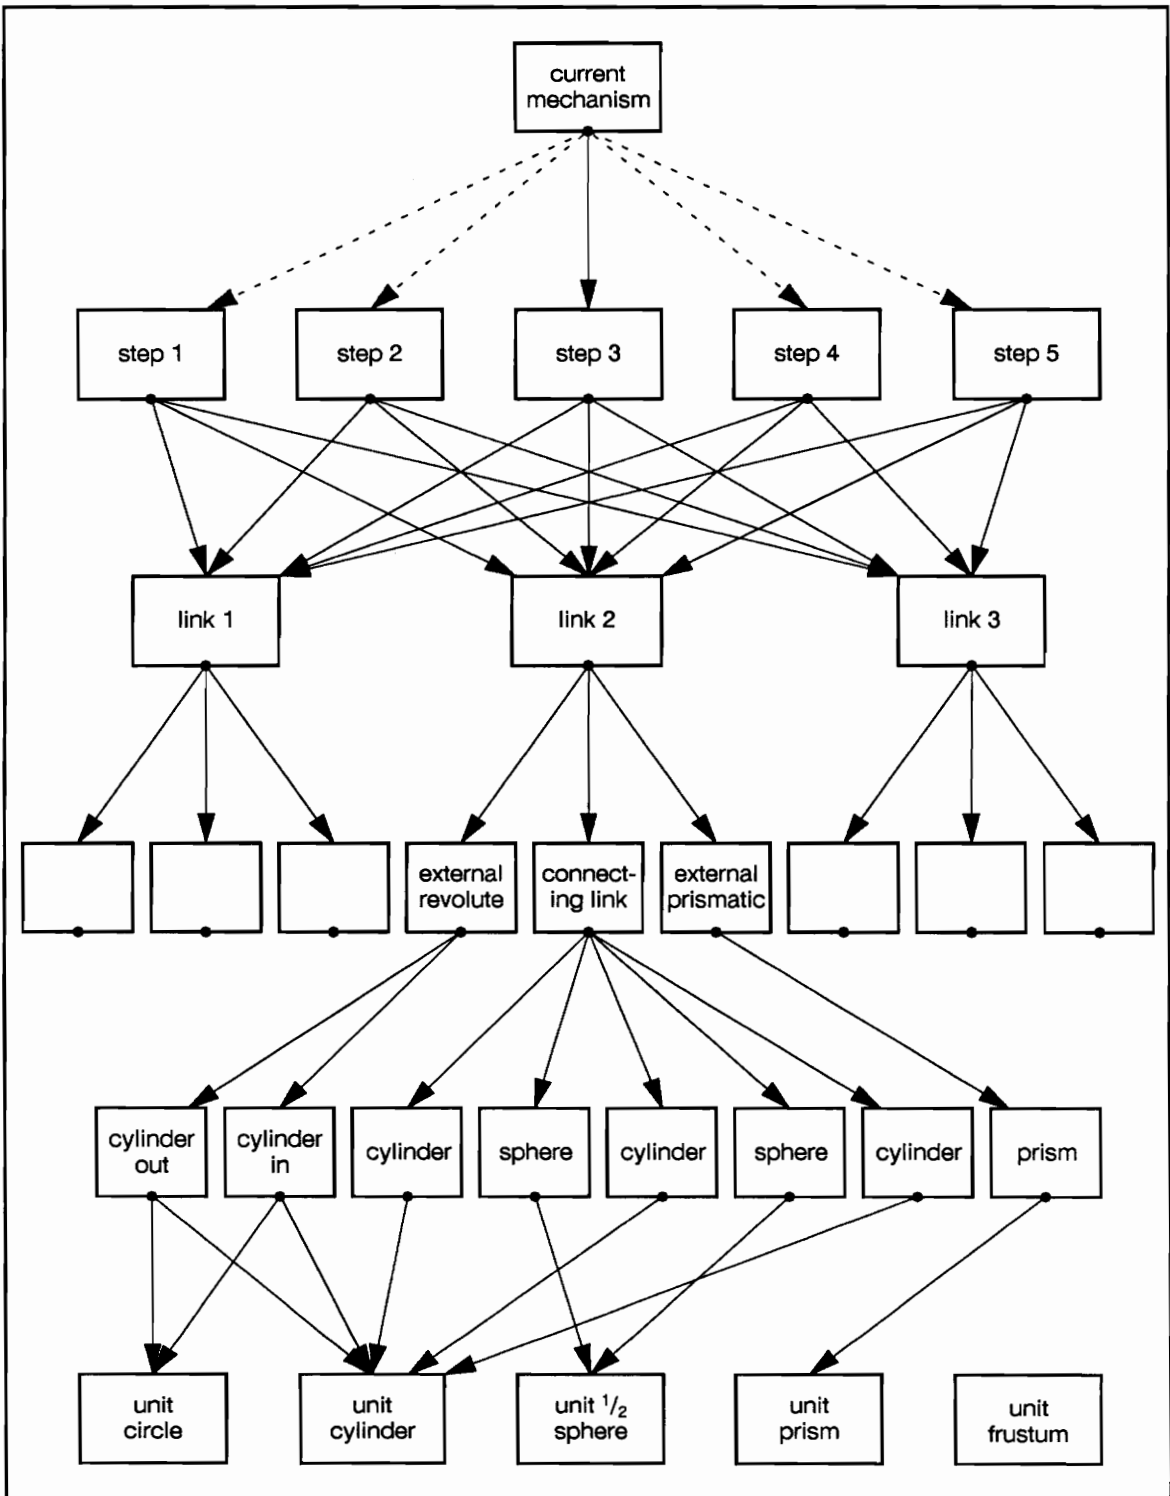 current
mechanism
step 1
step 2
step 3
step 4
step 5
link 1
link 2
link 3
external
revolute
connect-
ing link
external
prismatic
cylinder
out
cylinder
in
cylinder
sphere
cylinder
sphere
cylinder
prism
unit
circle
unit
cylinder
unit 1/2
sphere
unit
prism
unit
frustum